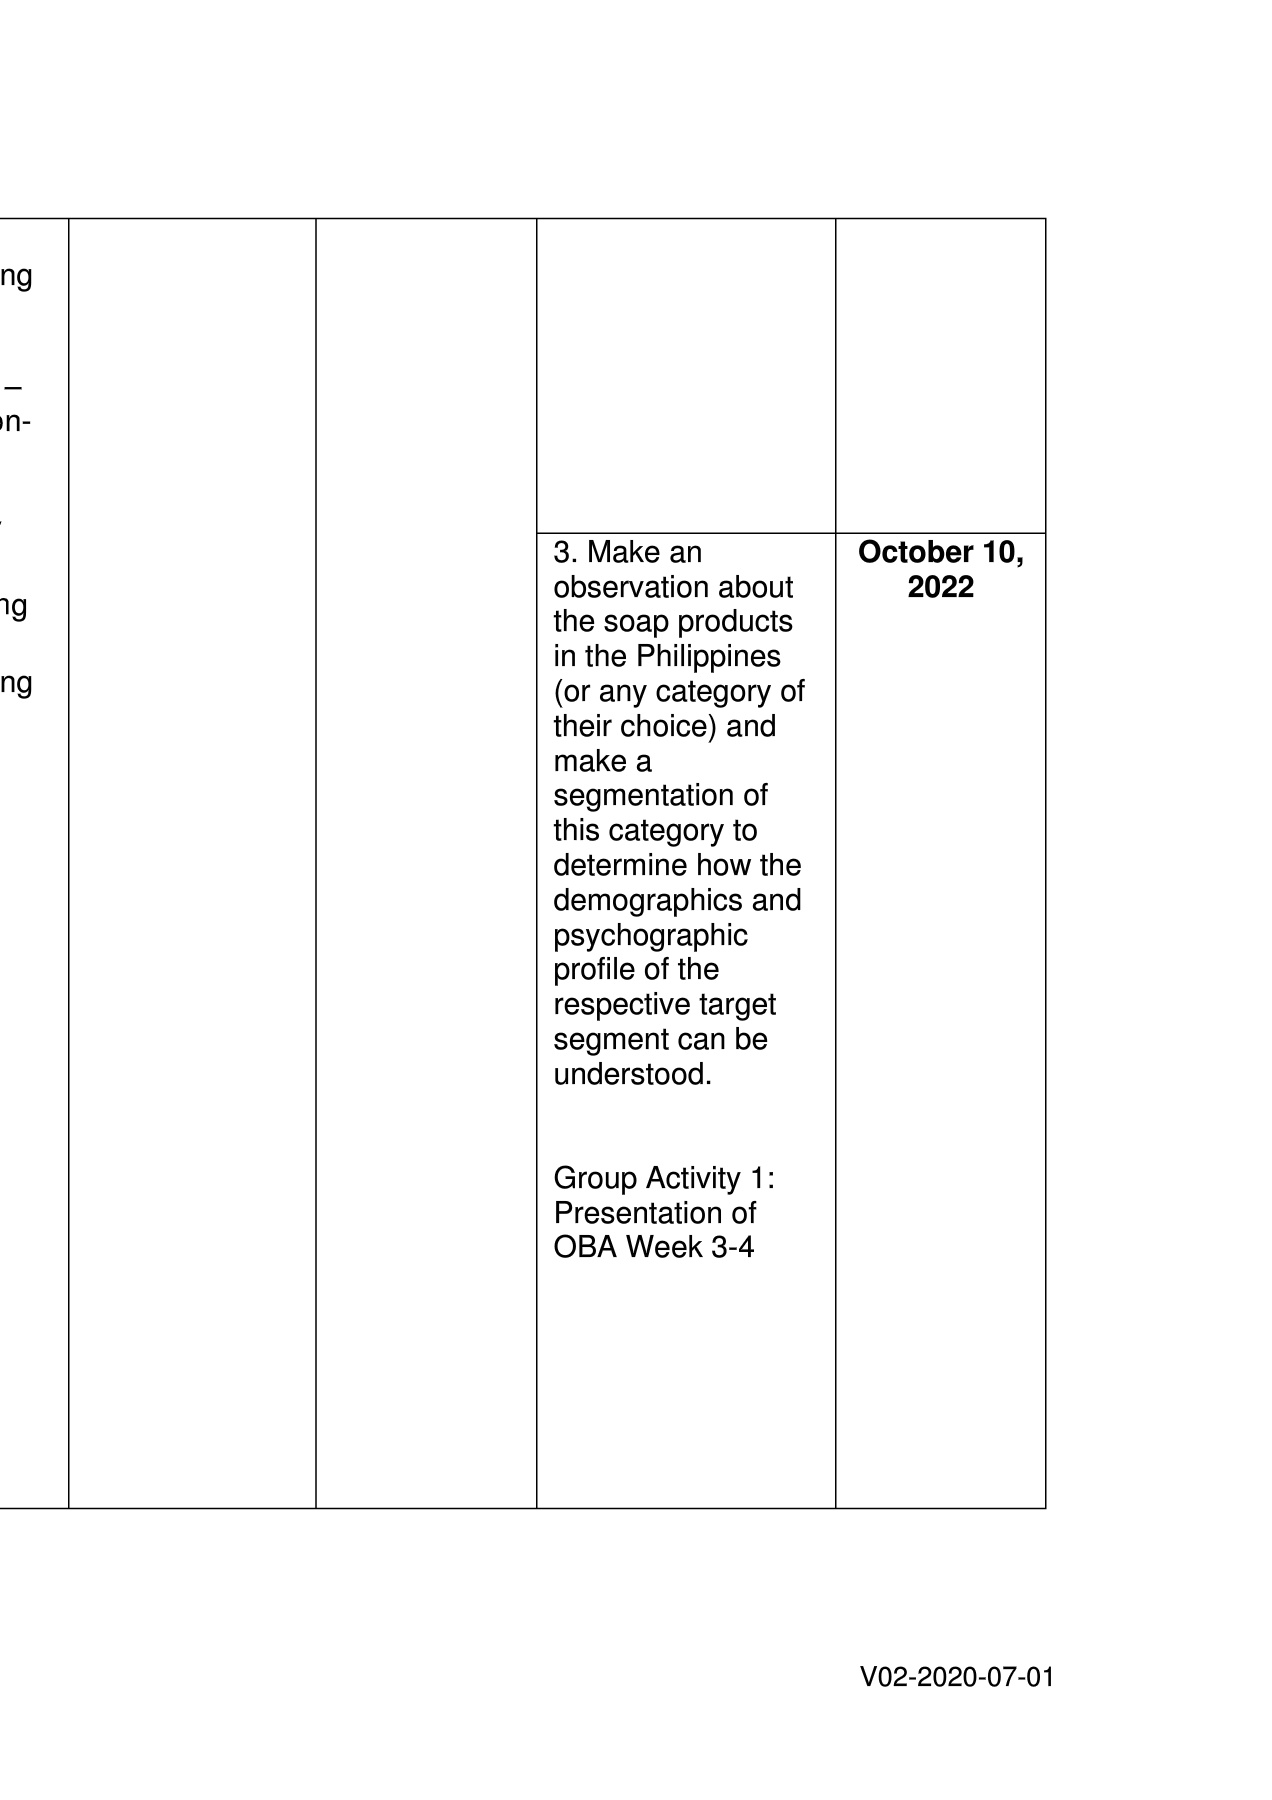 ng
–
on-
ng
ng
3. Make an
observation about
the soap products
in the Philippines
(or any category of
their choice) and
make a
segmentation of
this category to
determine how the
demographics and
psychographic
profile of the
respective target
segment can be
understood.
Group Activity 1:
Presentation of
OBA Week 3-4
October 10,
2022
V02-2020-07-01